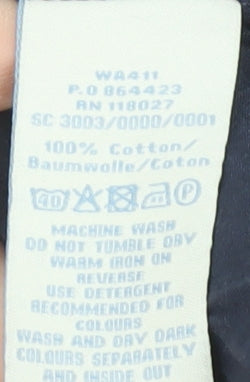 WA411
P.O 864423
RN 118027
SC 3003/0000/0001
100% Cotton/
Baumwolle/Coton
40 P
MACHINE WASH
DO NOT TUMBLE DRY
WARM IRON ON
REVERSE
USE DETERGENT
RECOMMENDED FOR
COLOURS
WASH AND DRY DARK
COLOURS SEPARATELY
AND INSIDE OUT